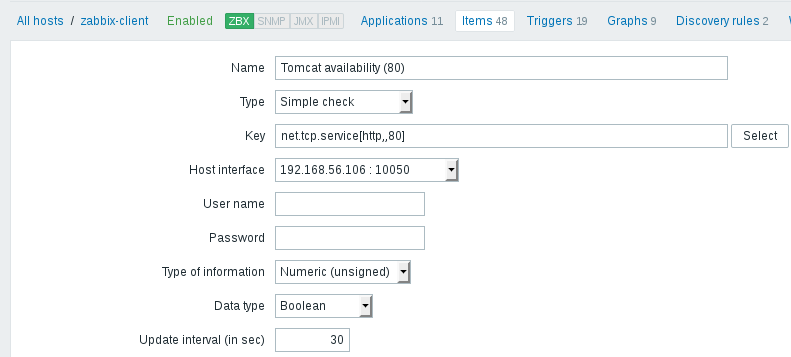 All hosts / zabbix-client Enabled ZBX SNMP JMX IPMI Applications 11 Items 48 Triggers 19 Graphs 9 Discovery rules 2
Name Tomcat availability (80)
Type Simple check
Key net.tcp.service[http,,80] Select
Host interface 192.168.56.106 : 10050
User name
Password
Type of information Numeric (unsigned)
Data type Boolean
Update interval (in sec) 30